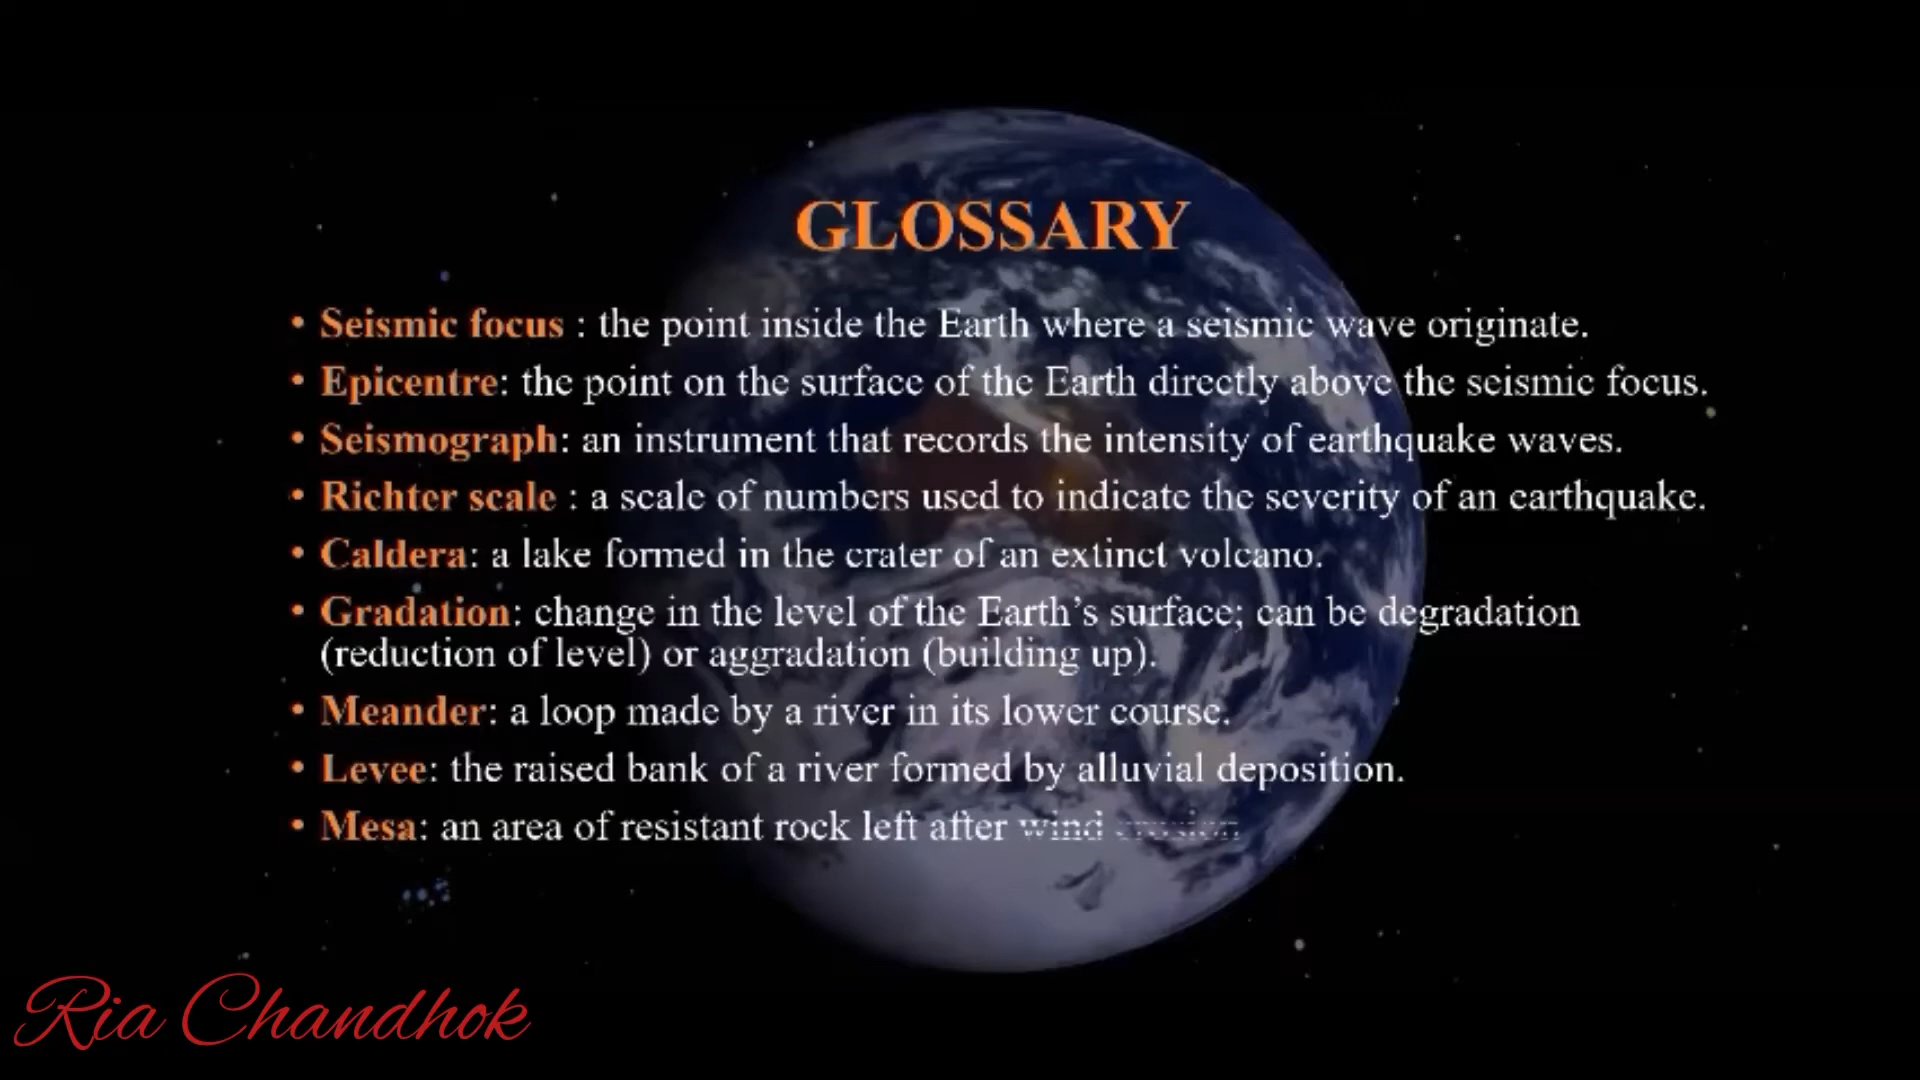 GLOSSARY
• Seismic focus : the point inside the Earth where a seismic wave originate.
• Epicentre: the point on the surface of the Earth directly above the seismic focus.
• Seismograph: an instrument that records the intensity of earthquake waves.
• Richter scale : a scale of numbers used to indicate the severity of an earthquake.
• Caldera: a lake formed in the crater of an extinct volcano.
• Gradation: change in the level of the Earth’s surface; can be degradation
(reduction of level) or aggradation (building up).
• Meander: a loop made by a river in its lower course.
• Levee: the raised bank of a river formed by alluvial deposition.
• Mesa: an area of resistant rock left after wind erosion
Ria Chandhok